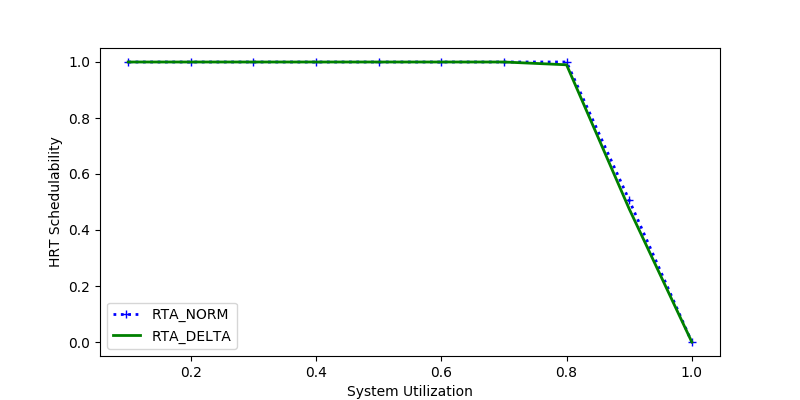 1.0
0.8
0.6
0.4
0.2
0.0
HRT Schedulability
RTA_NORM
RTA_DELTA
0.2 0.4 0.6 0.8 1.0
System Utilization